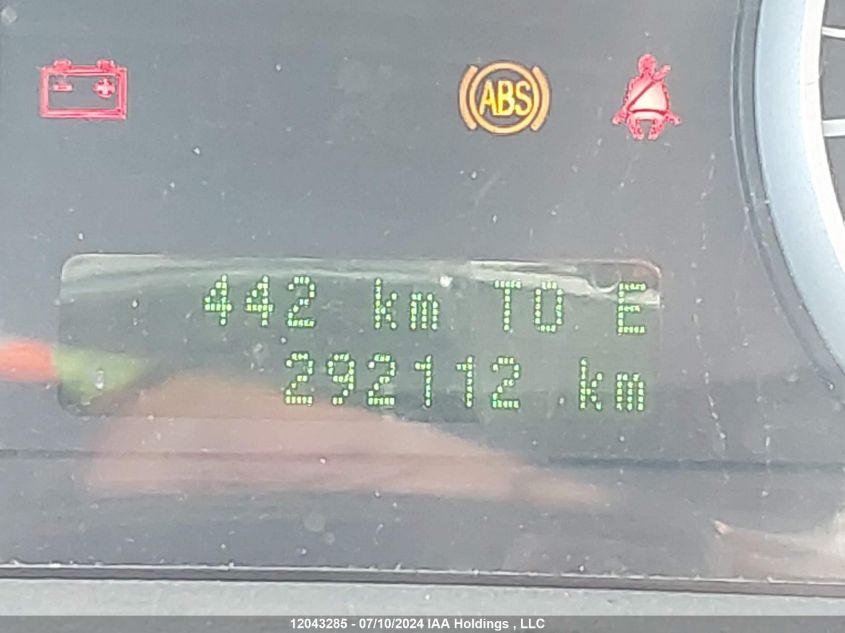 ABS
442 km TO E
292112 km
12043285 - 07/10/2024 IAA Holdings , LLC